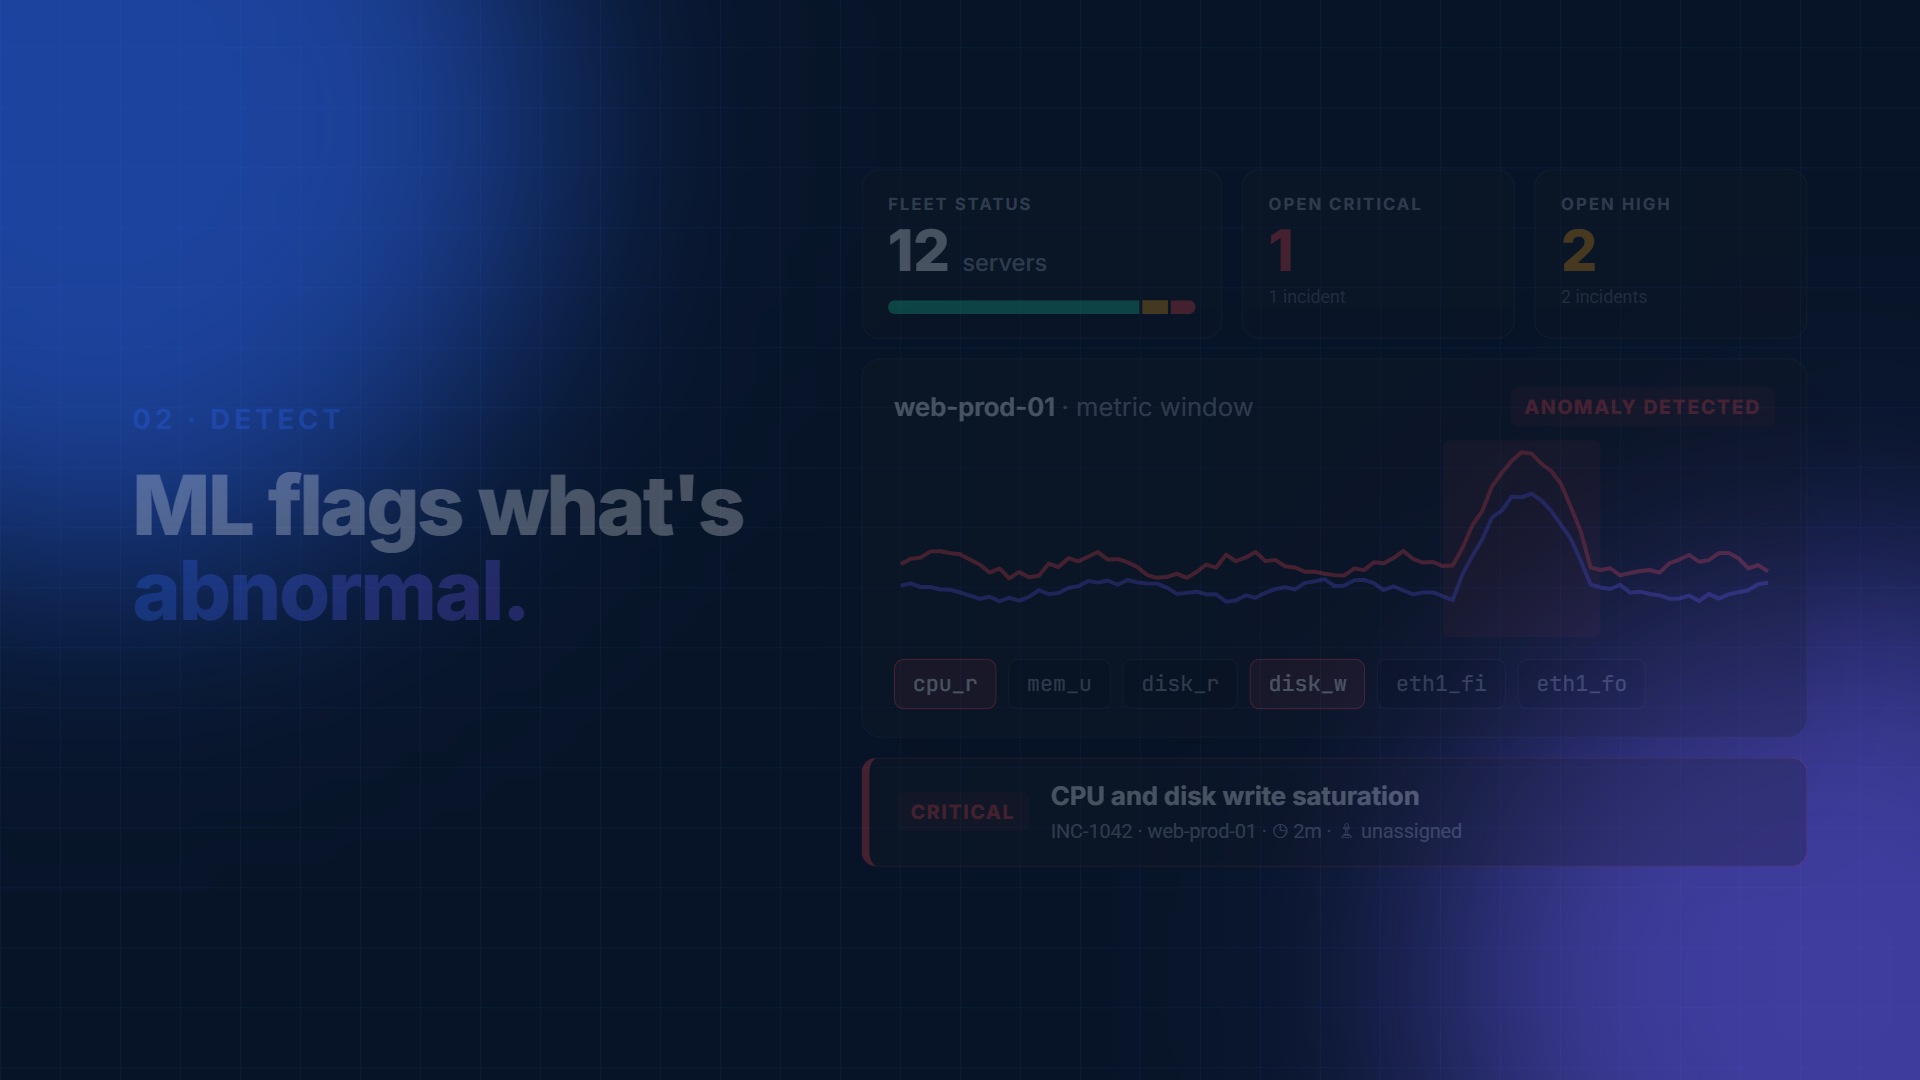 02 · DETECT
ML flags what's
abnormal.
FLEET STATUS
12 servers
OPEN CRITICAL
1
1 incident
OPEN HIGH
2
2 incidents
web-prod-01 · metric window
ANOMALY DETECTED
cpu_r mem_u disk_r disk_w eth1_fi eth1_fo
CRITICAL
CPU and disk write saturation
INC-1042 · web-prod-01 · 2m · unassigned